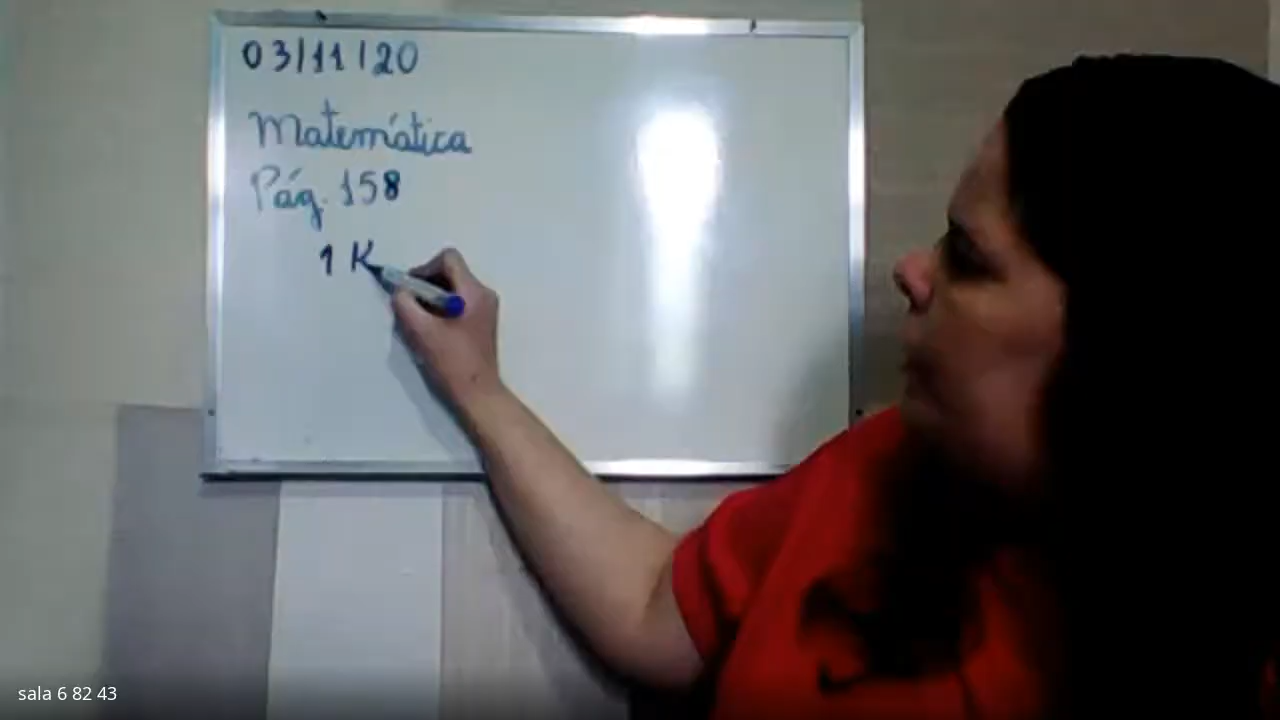 03/11/20
Matemática
Pág. 158
1 K
sala 6 82 43